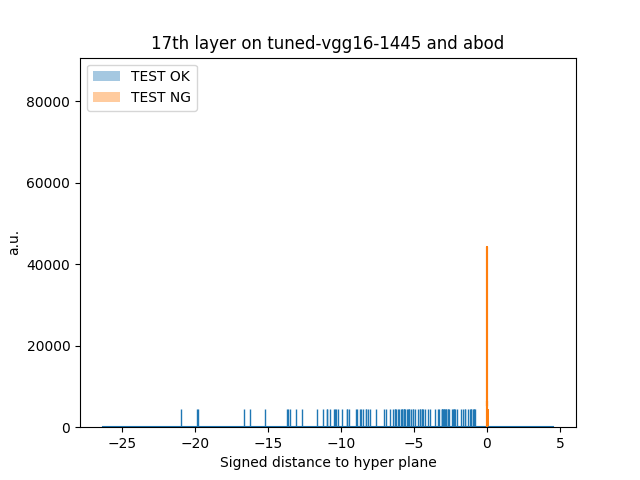 17th layer on tuned-vgg16-1445 and abod
TEST OK
TEST NG
80000
60000
40000
20000
0
a.u.
−25 −20 −15 −10 −5 0 5
Signed distance to hyper plane